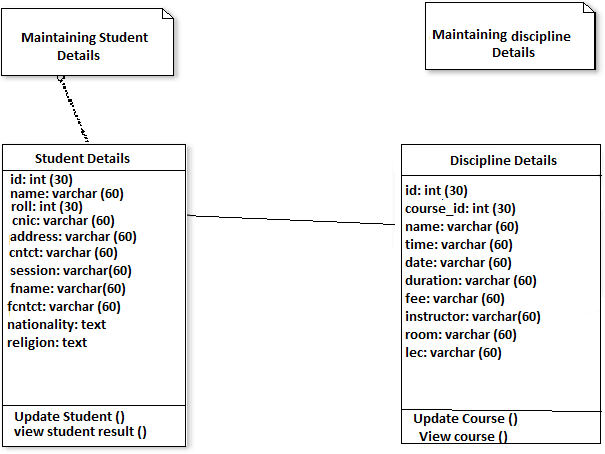 Maintaining Student
Details
Maintaining discipline
Details
Student Details
id: int (30)
name: varchar (60)
roll: int (30)
cnic: varchar (60)
address: varchar (60)
cntct: varchar (60)
session: varchar(60)
fname: varchar(60)
fcntct: varchar (60)
nationality: text
religion: text
Update Student ()
view student result ()
Discipline Details
id: int (30)
course_id: int (30)
name: varchar (60)
time: varchar (60)
date: varchar (60)
duration: varchar (60)
fee: varchar (60)
instructor: varchar(60)
room: varchar (60)
lec: varchar (60)
Update Course ()
View course ()